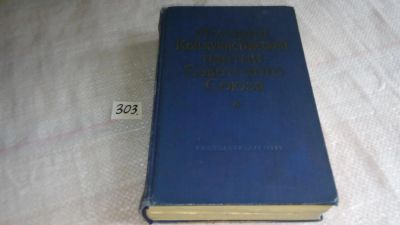 303.
История
Коммунистической
партии
Советского
Союза